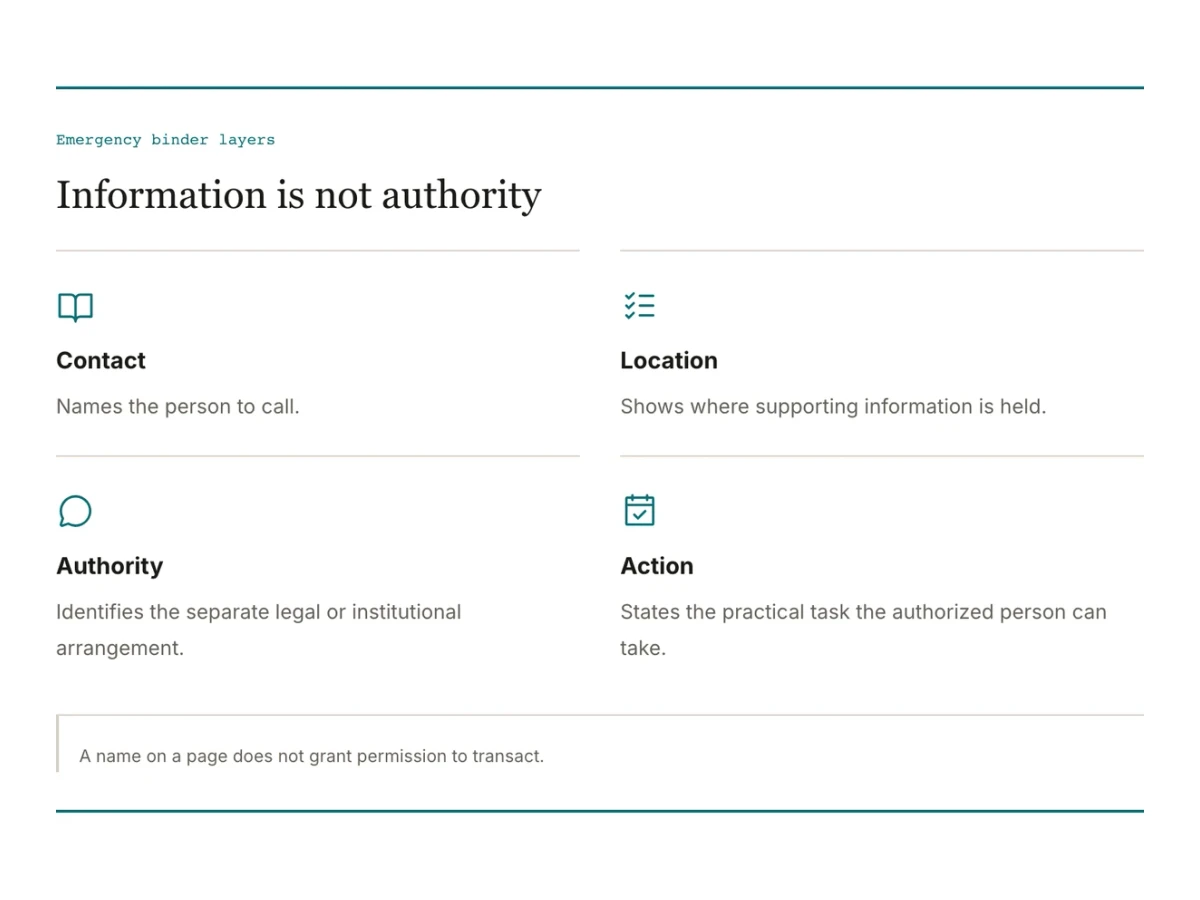 Emergency binder layers
Information is not authority
Contact
Names the person to call.
Location
Shows where supporting information is held.
Authority
Identifies the separate legal or institutional
arrangement.
Action
States the practical task the authorized person can
take.
A name on a page does not grant permission to transact.